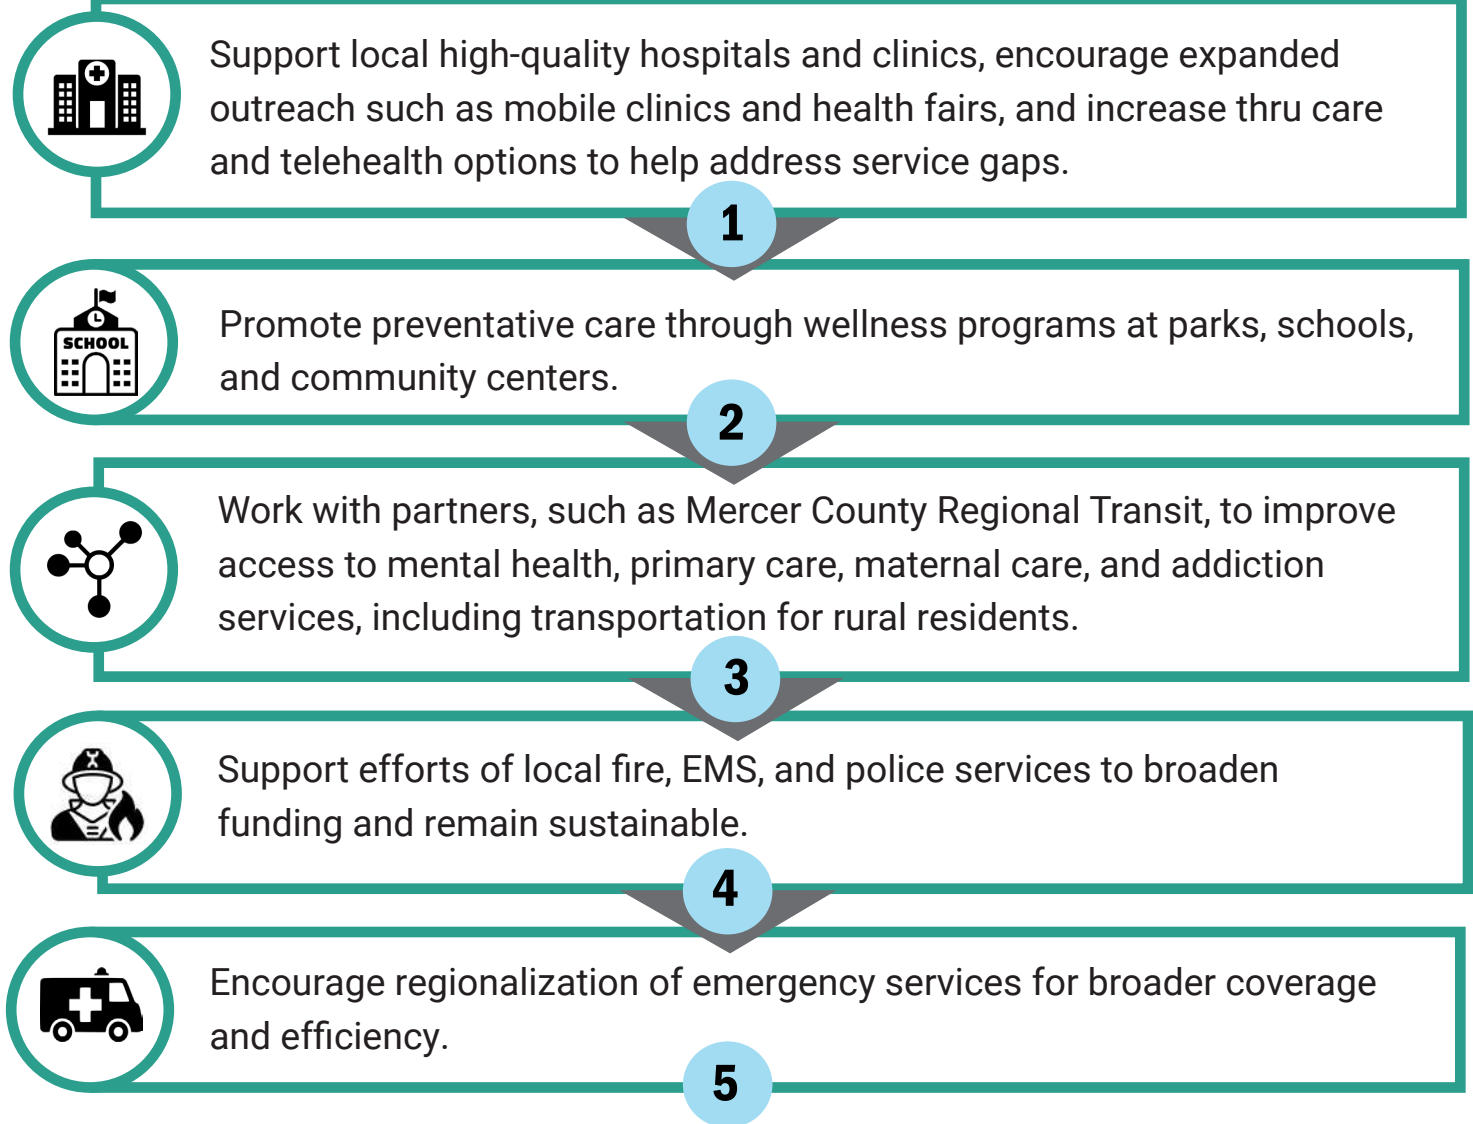 Support local high-quality hospitals and clinics, encourage expanded
outreach such as mobile clinics and health fairs, and increase thru care
and telehealth options to help address service gaps.
1
SCHOOL
Promote preventative care through wellness programs at parks, schools,
and community centers.
2
Work with partners, such as Mercer County Regional Transit, to improve
access to mental health, primary care, maternal care, and addiction
services, including transportation for rural residents.
3
Support efforts of local fire, EMS, and police services to broaden
funding and remain sustainable.
4
Encourage regionalization of emergency services for broader coverage
and efficiency.
5